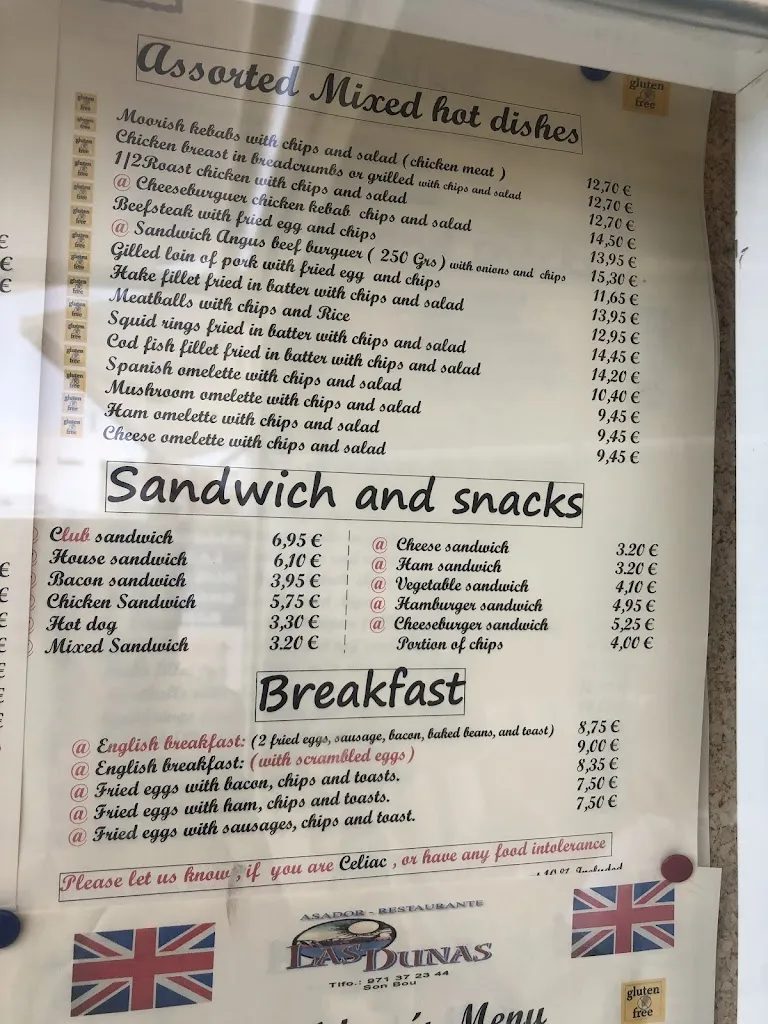 Assorted Mixed hot dishes
gluten free
Moorish kebabs with chips and salad ( chicken meat ) 12,70 €
Chicken breast in breadcrumbs or grilled with chips and salad 12,70 €
1/2Roast chicken with chips and salad 12,70 €
@ Cheeseburguer chicken kebab chips and salad 14,50 €
Beefsteak with fried egg and chips 13,95 €
@ Sandwich Angus beef burguer ( 250 Grs ) with onions and chips 15,30 €
Gilled loin of pork with fried egg and chips 11,65 €
Hake fillet fried in batter with chips and salad 13,95 €
Meatballs with chips and Rice 12,95 €
Squid rings fried in batter with chips and salad 14,45 €
Cod fish fillet fried in batter with chips and salad 14,20 €
Spanish omelette with chips and salad 10,40 €
Mushroom omelette with chips and salad 9,45 €
Ham omelette with chips and salad 9,45 €
Cheese omelette with chips and salad 9,45 €
Sandwich and snacks
Club sandwich 6,95 €
House sandwich 6,10 €
Bacon sandwich 3,95 €
Chicken Sandwich 5,75 €
Hot dog 3,30 €
Mixed Sandwich 3.20 €
@ Cheese sandwich 3.20 €
@ Ham sandwich 3.20 €
@ Vegetable sandwich 4,10 €
@ Hamburger sandwich 4,95 €
@ Cheeseburger sandwich 5,25 €
Portion of chips 4,00 €
Breakfast
@ English breakfast: (2 fried eggs, sausage, bacon, baked beans, and toast) 8,75 €
@ English breakfast: (with scrambled eggs) 9,00 €
@ Fried eggs with bacon, chips and toasts. 8,35 €
@ Fried eggs with ham, chips and toasts. 7,50 €
@ Fried eggs with sausages, chips and toast. 7,50 €
Please let us know , if you are Celiac , or have any food intolerance
Included
ASADOR - RESTAURANTE
LAS DUNAS
Tlfo.: 971 37 23 44
Son Bou
Menu
gluten free